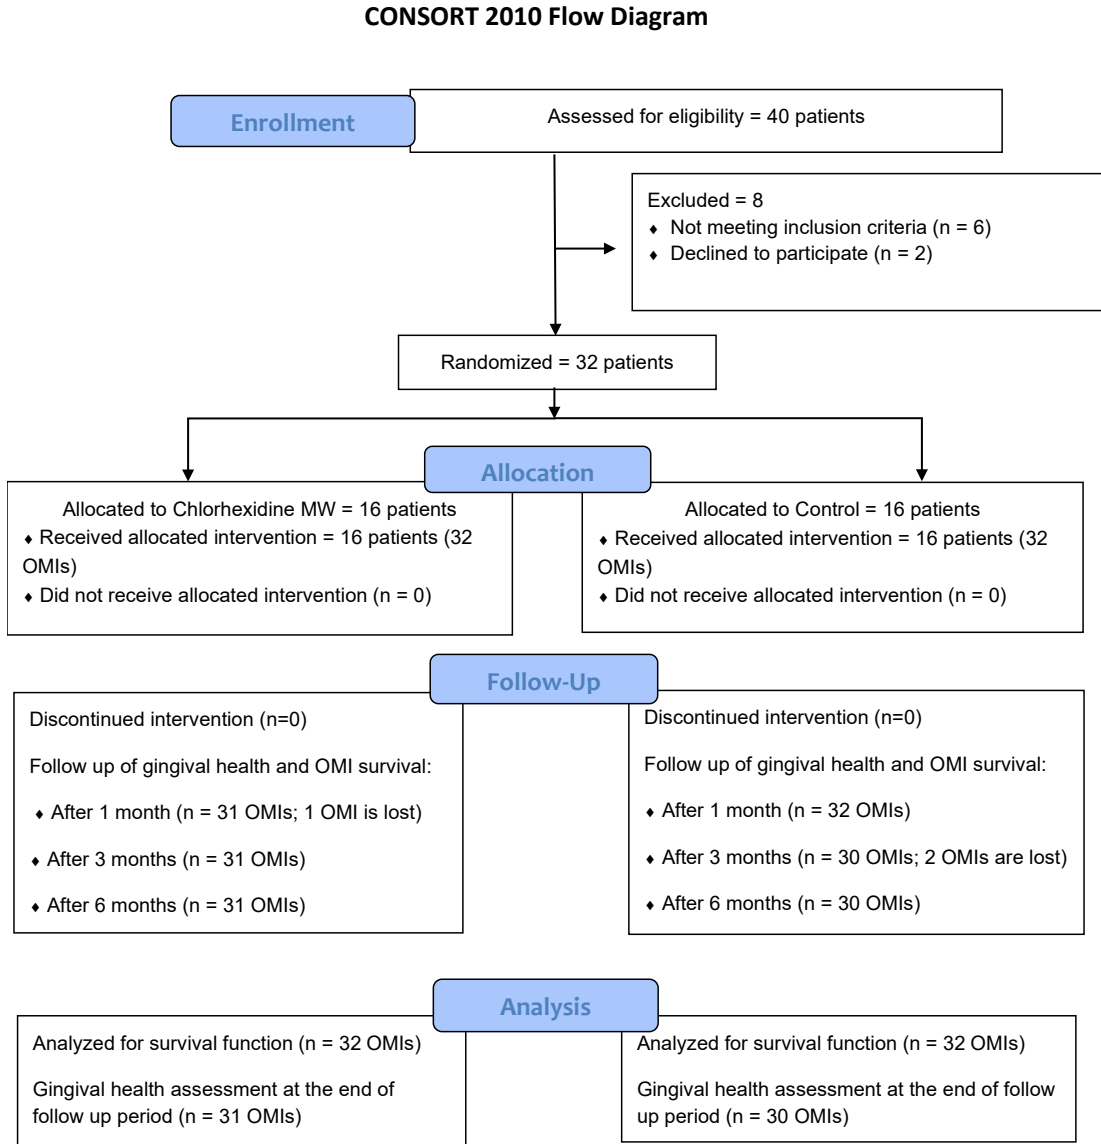 CONSORT 2010 Flow Diagram
Enrollment
Assessed for eligibility = 40 patients
Excluded = 8
♦ Not meeting inclusion criteria (n = 6)
♦ Declined to participate (n = 2)
Randomized = 32 patients
Allocation
Allocated to Chlorhexidine MW = 16 patients
♦ Received allocated intervention = 16 patients (32
OMIs)
♦ Did not receive allocated intervention (n = 0)
Allocated to Control = 16 patients
♦ Received allocated intervention = 16 patients (32
OMIs)
♦ Did not receive allocated intervention (n = 0)
Follow-Up
Discontinued intervention (n=0)
Follow up of gingival health and OMI survival:
♦ After 1 month (n = 31 OMIs; 1 OMI is lost)
♦ After 3 months (n = 31 OMIs)
♦ After 6 months (n = 31 OMIs)
Discontinued intervention (n=0)
Follow up of gingival health and OMI survival:
♦ After 1 month (n = 32 OMIs)
♦ After 3 months (n = 30 OMIs; 2 OMIs are lost)
♦ After 6 months (n = 30 OMIs)
Analysis
Analyzed for survival function (n = 32 OMIs)
Gingival health assessment at the end of
follow up period (n = 31 OMIs)
Analyzed for survival function (n = 32 OMIs)
Gingival health assessment at the end of follow
up period (n = 30 OMIs)